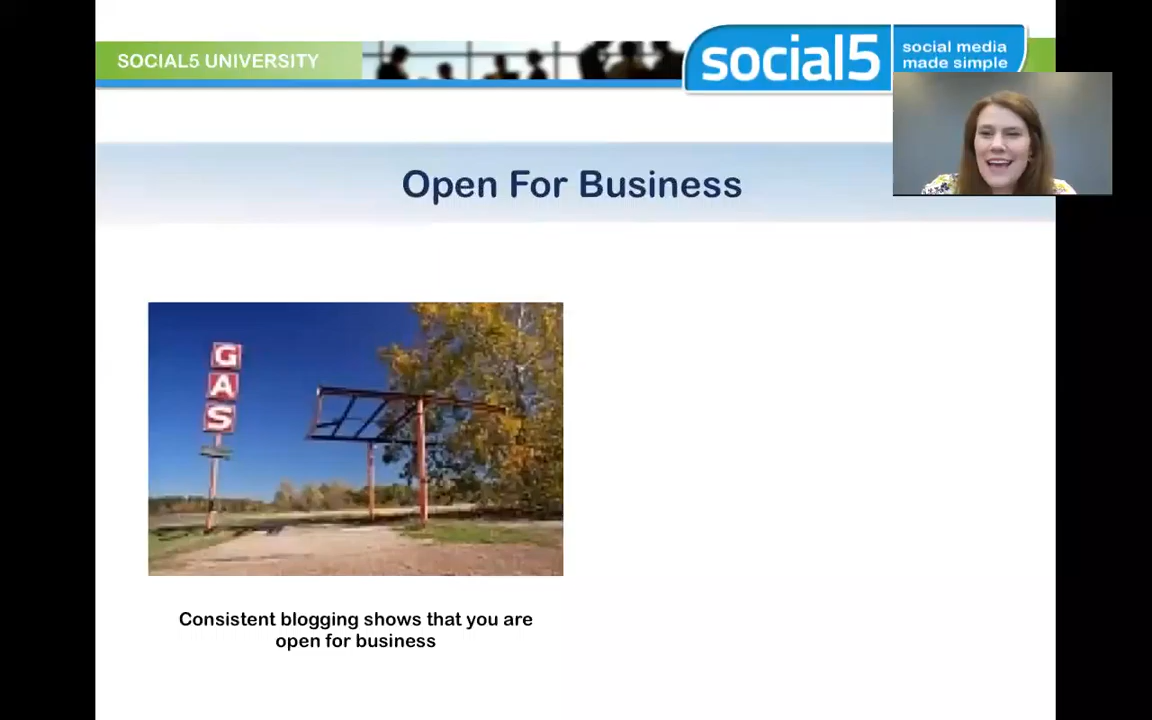 SOCIAL5 UNIVERSITY
social5
social media
made simple
Open For Business
G
A
S
Consistent blogging shows that you are
open for business